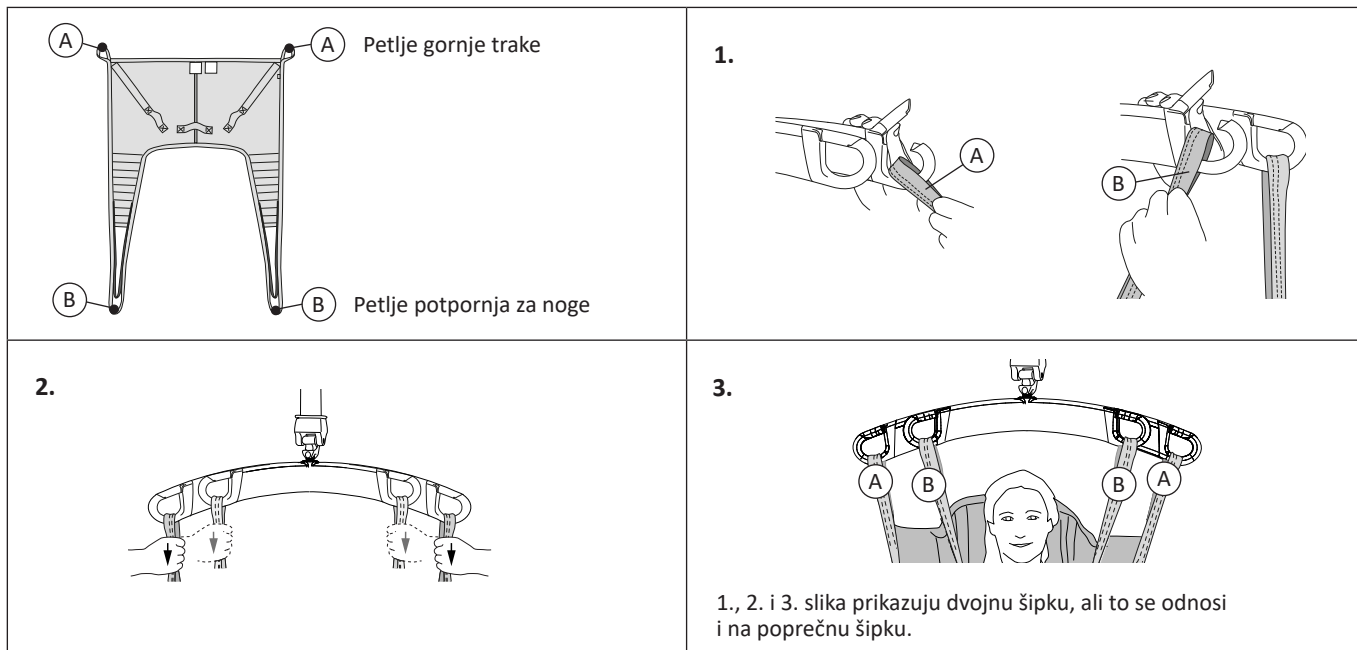 A
A Petlje gornje trake
B
B Petlje potpornja za noge
1.
A
B
2.
3.
A
B
B
A
1., 2. i 3. slika prikazuju dvojnu šipku, ali to se odnosi
i na poprečnu šipku.